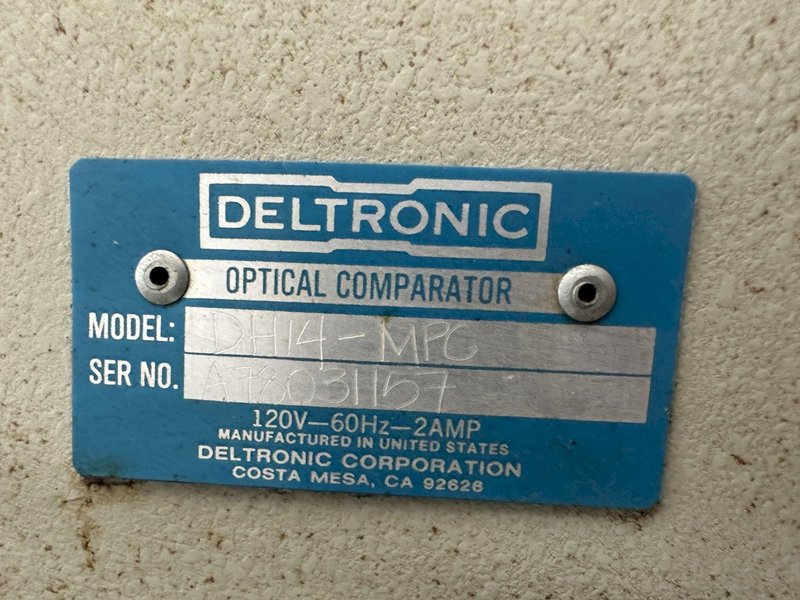 DELTRONIC
OPTICAL COMPARATOR
MODEL: DH14-MPC
SER NO. A78031157
120V—60Hz—2AMP
MANUFACTURED IN UNITED STATES
DELTRONIC CORPORATION
COSTA MESA, CA 92626